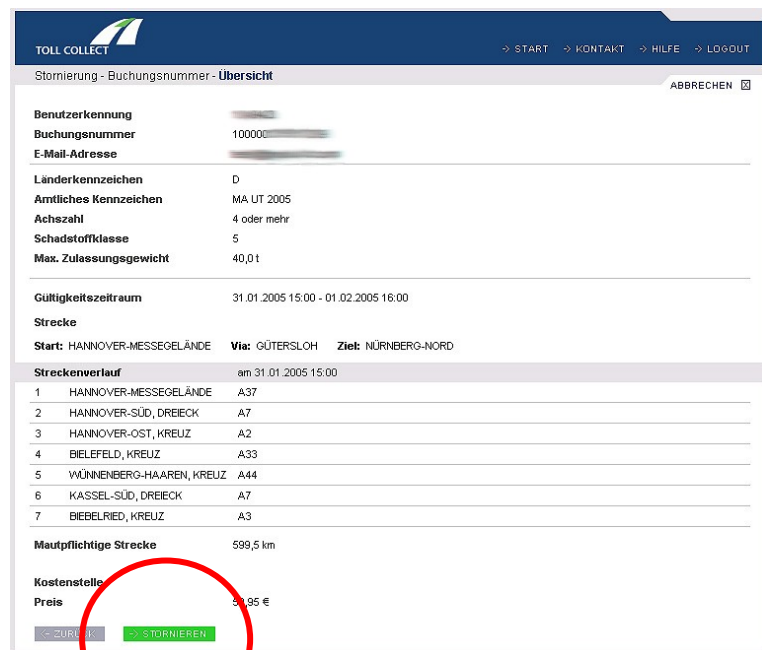 TOLL COLLECT
-> START -> KONTAKT -> HILFE -> LOGOUT
Stornierung - Buchungsnummer - Übersicht
ABBRECHEN
Benutzerkennung
Buchungsnummer 100000
E-Mail-Adresse
Länderkennzeichen D
Amtliches Kennzeichen MA UT 2005
Achszahl 4 oder mehr
Schadstoffklasse 5
Max. Zulassungsgewicht 40,0 t
Gültigkeitszeitraum 31.01.2005 15:00 - 01.02.2005 16:00
Strecke
Start: HANNOVER-MESSEGELÄNDE Via: GÜTERSLOH Ziel: NÜRNBERG-NORD
Streckenverlauf am 31.01.2005 15:00
1 HANNOVER-MESSEGELÄNDE A37
2 HANNOVER-SÜD, DREIECK A7
3 HANNOVER-OST, KREUZ A2
4 BIELEFELD, KREUZ A33
5 WÜNNENBERG-HAAREN, KREUZ A44
6 KASSEL-SÜD, DREIECK A7
7 BIEBELRIED, KREUZ A3
Mautpflichtige Strecke 599,5 km
Kostenstelle
Preis €
<- ZURÜCK -> STORNIEREN